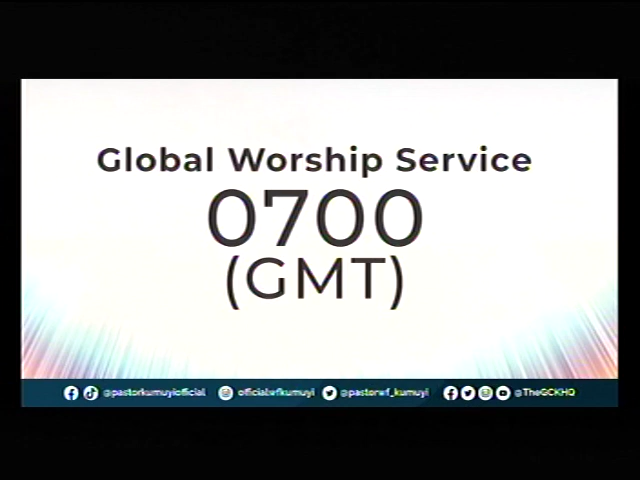 Global Worship Service
0700
(GMT)
@pastorkumuyiofficial officialwfkumuyi @pastorwf_kumuyi @TheGCKHQ